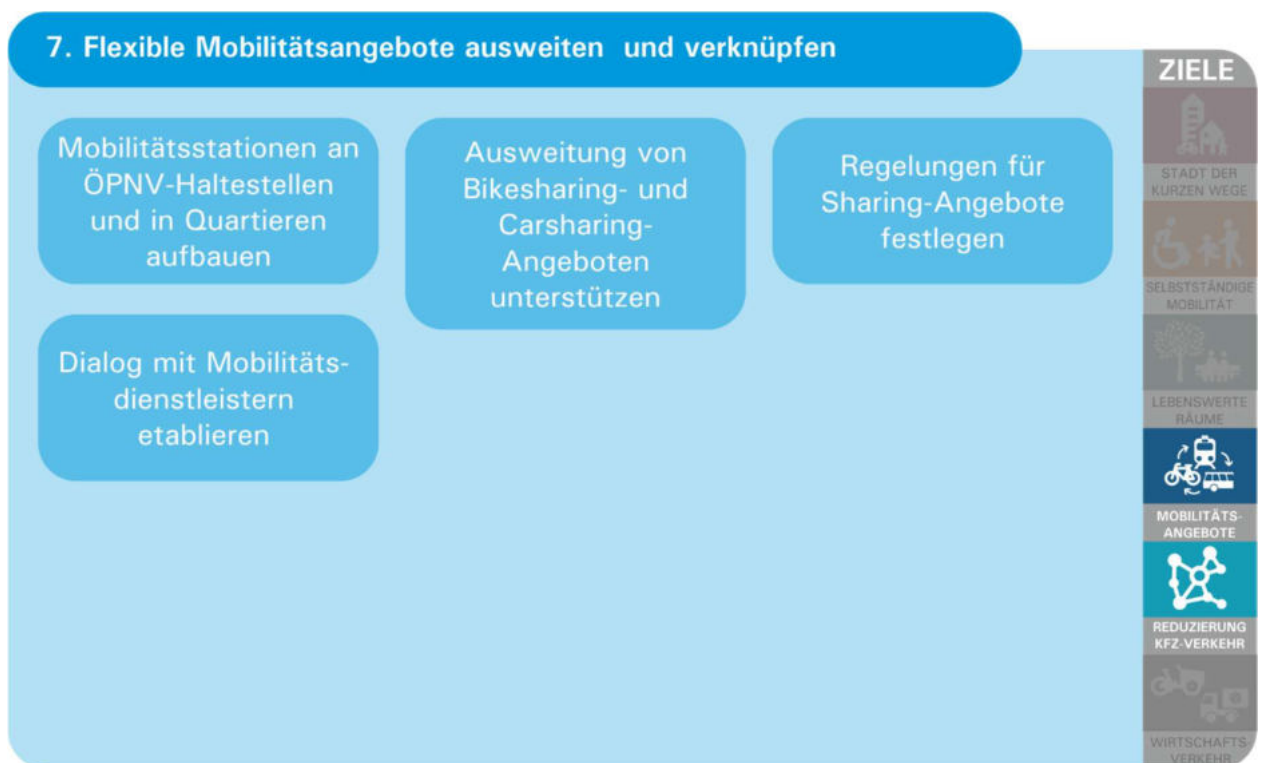 7. Flexible Mobilitätsangebote ausweiten und verknüpfen
Mobilitätsstationen an
ÖPNV-Haltestellen
und in Quartieren
aufbauen
Ausweitung von
Bikesharing- und
Carsharing-
Angeboten
unterstützen
Regelungen für
Sharing-Angebote
festlegen
Dialog mit Mobilitäts-
dienstleistern
etablieren
ZIELE
STADT DER
KURZEN WEGE
SELBSTSTÄNDIGE
MOBILITÄT
LEBENSWERTE
RÄUME
MOBILITÄTS-
ANGEBOTE
REDUZIERUNG
KFZ-VERKEHR
WIRTSCHAFTS-
VERKEHR